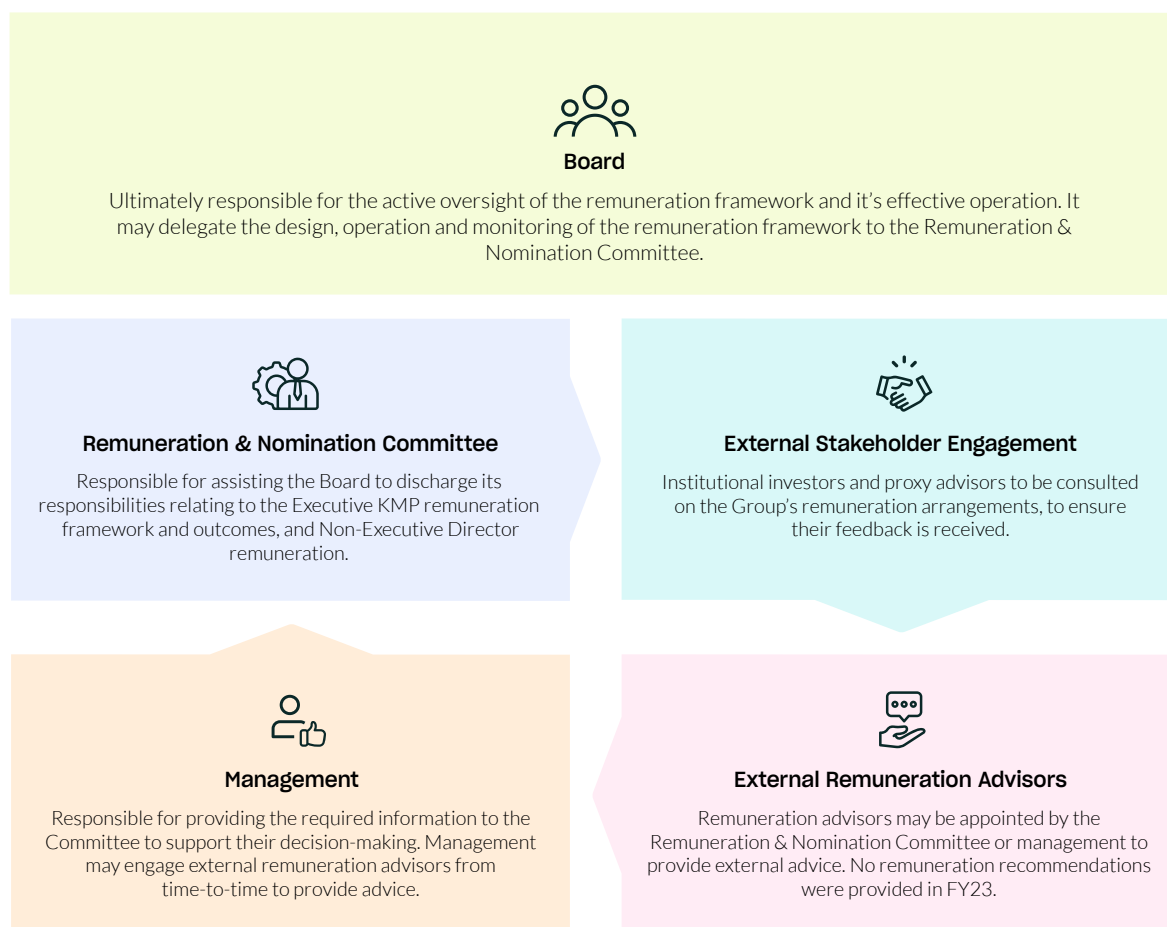 Board
Ultimately responsible for the active oversight of the remuneration framework and it’s effective operation. It
may delegate the design, operation and monitoring of the remuneration framework to the Remuneration &
Nomination Committee.
Remuneration & Nomination Committee
Responsible for assisting the Board to discharge its
responsibilities relating to the Executive KMP remuneration
framework and outcomes, and Non-Executive Director
remuneration.
External Stakeholder Engagement
Institutional investors and proxy advisors to be consulted
on the Group’s remuneration arrangements, to ensure
their feedback is received.
Management
Responsible for providing the required information to the
Committee to support their decision-making. Management
may engage external remuneration advisors from
time-to-time to provide advice.
External Remuneration Advisors
Remuneration advisors may be appointed by the
Remuneration & Nomination Committee or management to
provide external advice. No remuneration recommendations
were provided in FY23.